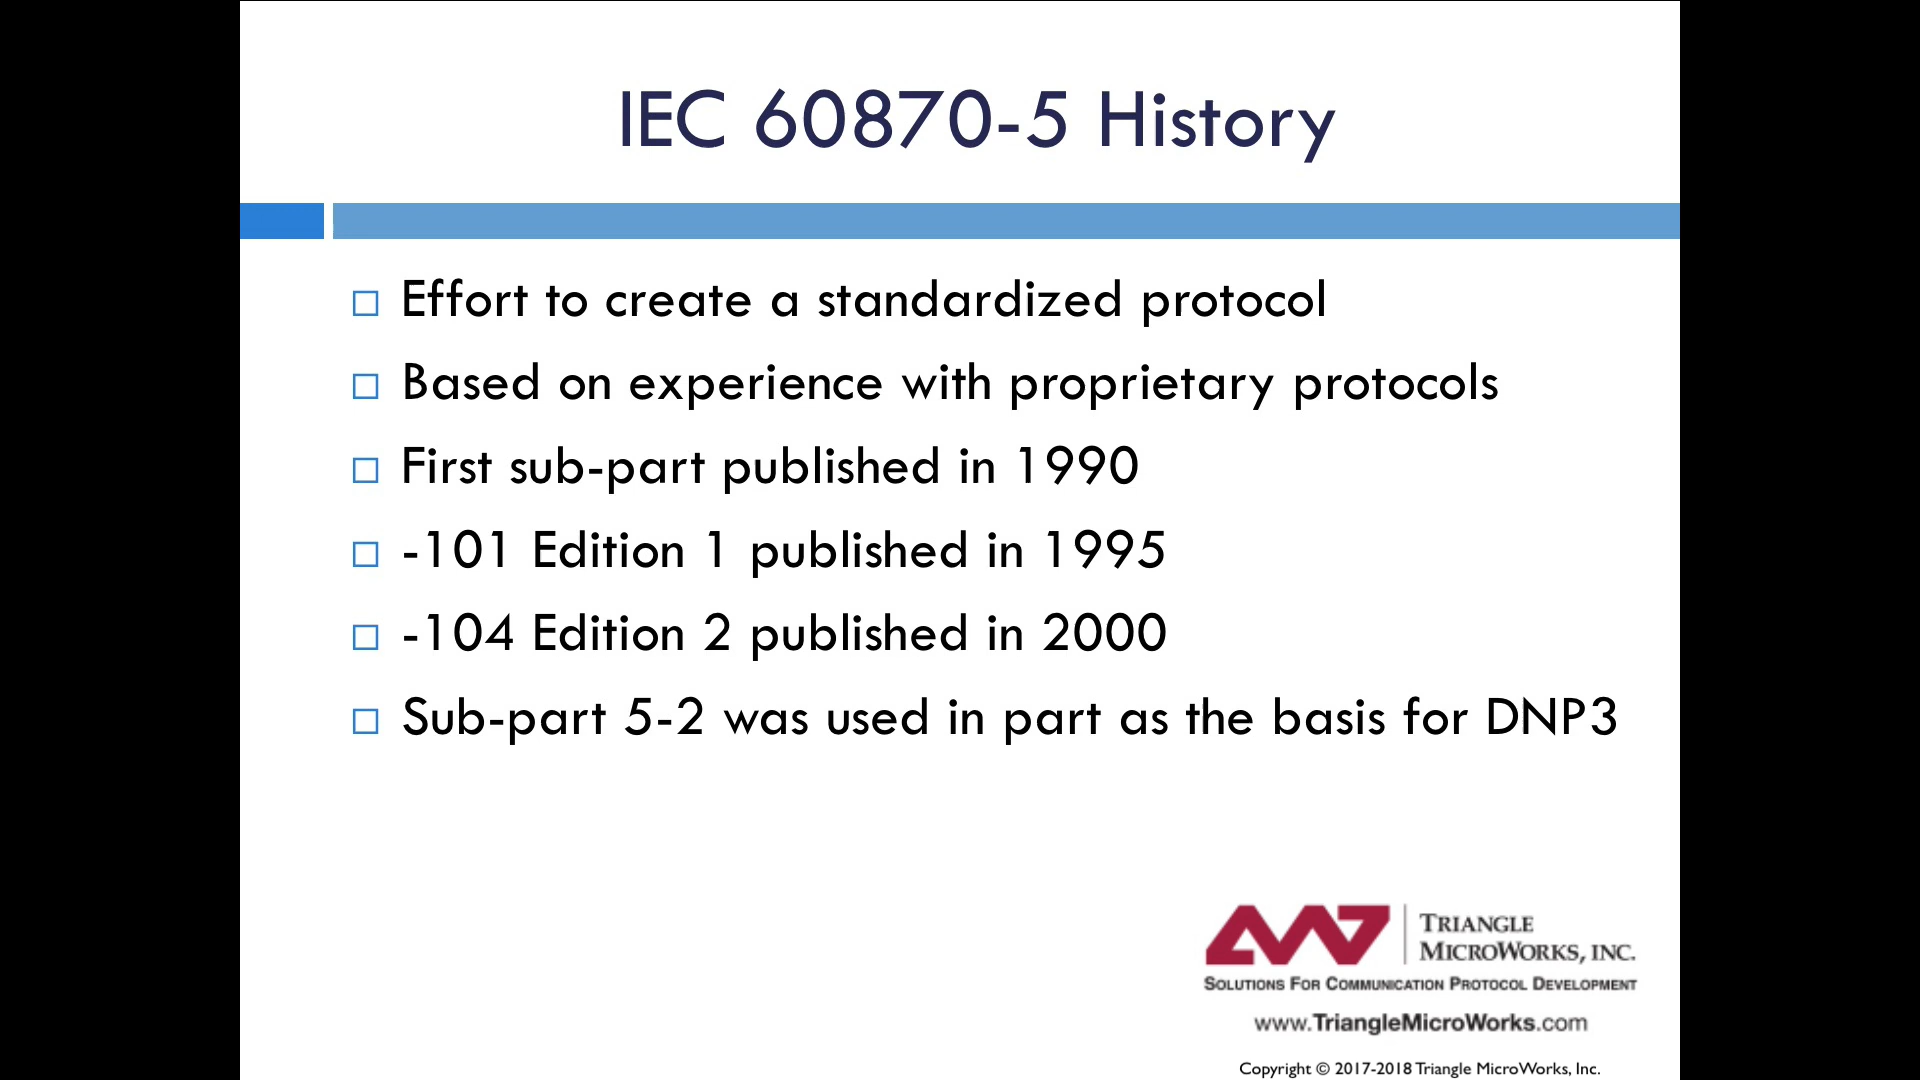 IEC 60870-5 History
Effort to create a standardized protocol
Based on experience with proprietary protocols
First sub-part published in 1990
-101 Edition 1 published in 1995
-104 Edition 2 published in 2000
Sub-part 5-2 was used in part as the basis for DNP3
TRIANGLE
MICROWORKS, INC.
SOLUTIONS FOR COMMUNICATION PROTOCOL DEVELOPMENT
www.TriangleMicroWorks.com
Copyright © 2017-2018 Triangle MicroWorks, Inc.